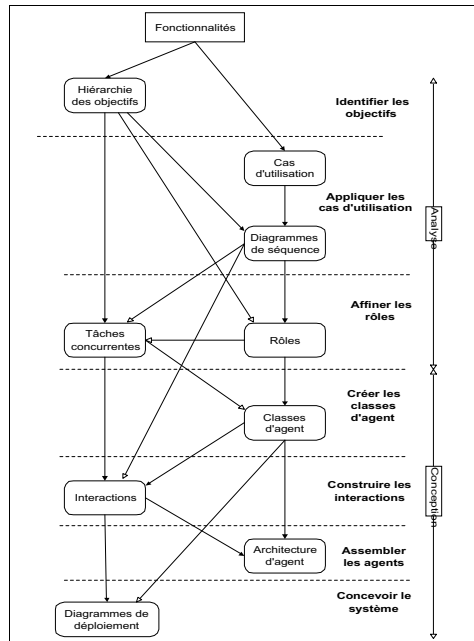 Fonctionnalités
Hiérarchie
des objectifs
Identifier les
objectifs
Cas
d'utilisation
Appliquer les
cas d'utilisation
Analyse
Diagrammes
de séquence
Affiner les
rôles
Tâches
concurrentes
Rôles
Créer les
classes
d'agent
Classes
d'agent
Construire les
interactions
Conception
Interactions
Architecture
d'agent
Assembler
les agents
Concevoir le
système
Diagrammes de
déploiement